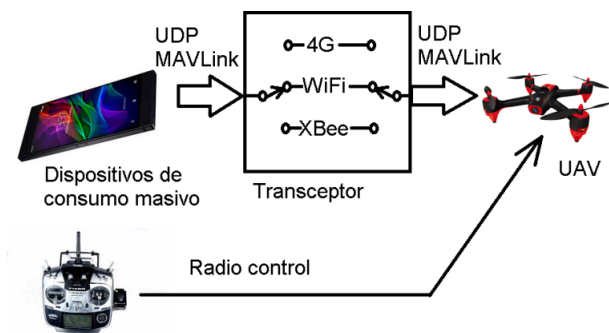 UDP
MAVLink
4G
WiFi
XBee
UDP
MAVLink
Dispositivos de
consumo masivo
Transceptor
UAV
Radio control